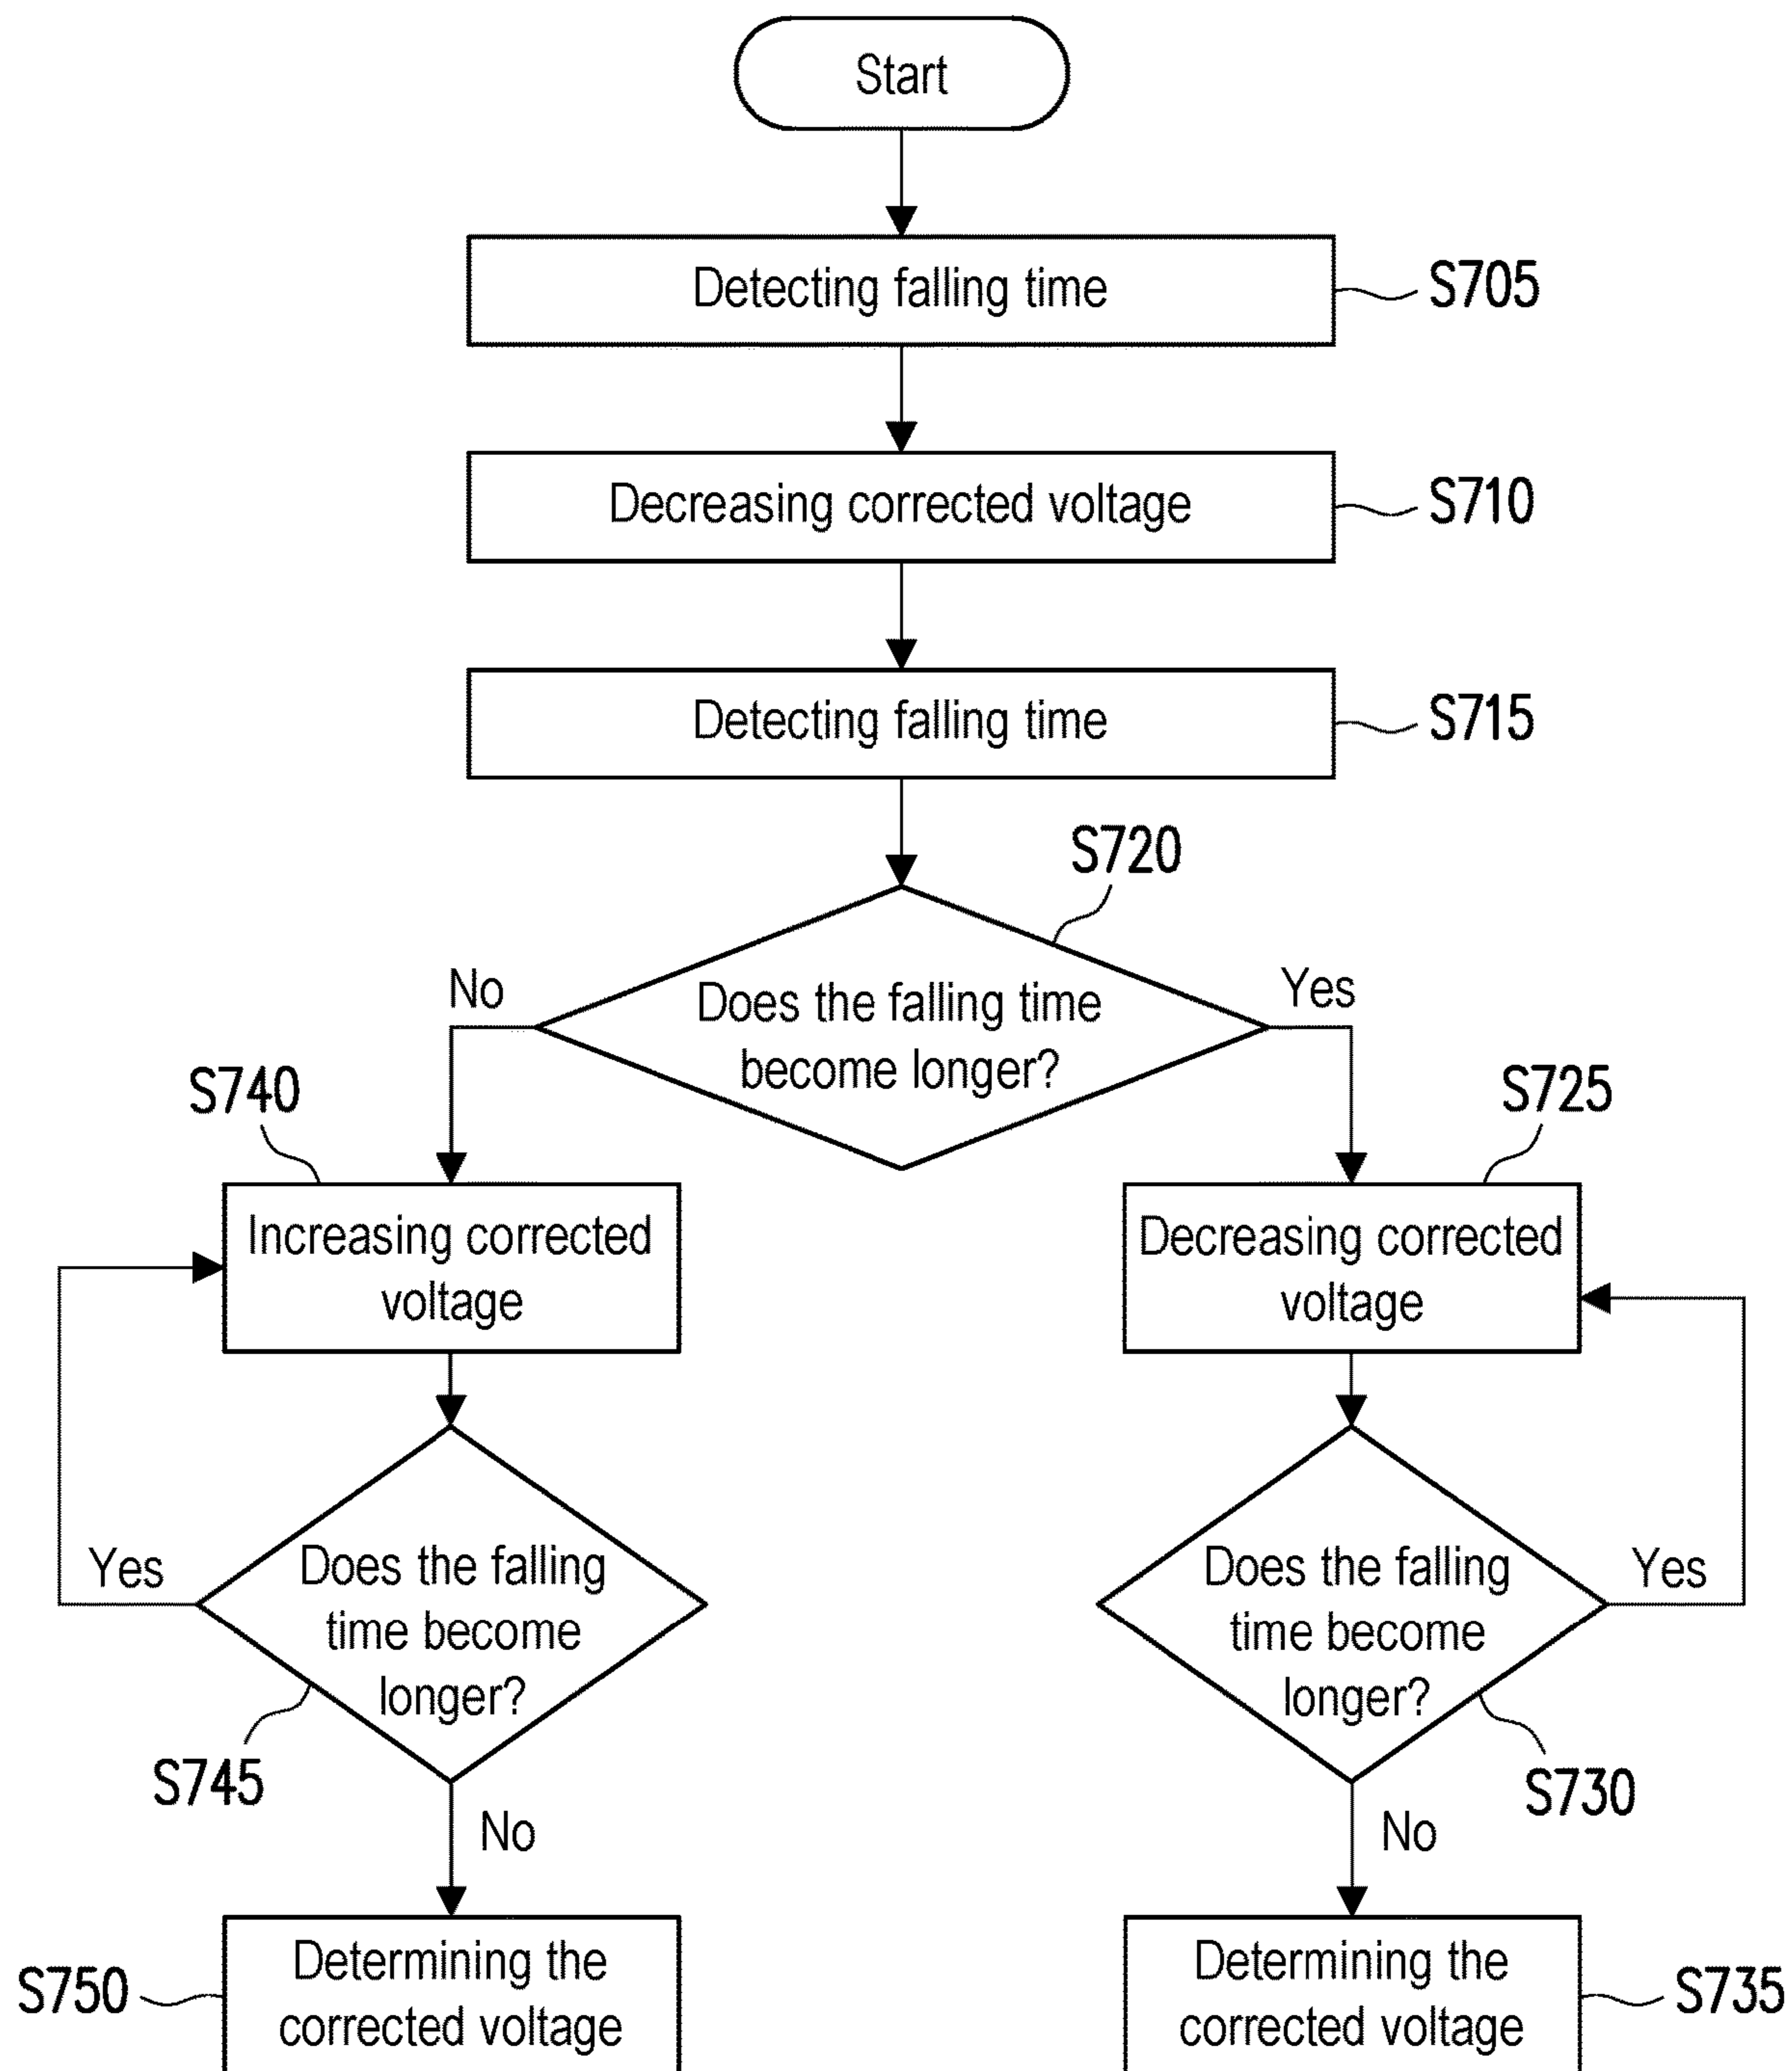 Start
Detecting falling time
S705
Decreasing corrected voltage
S710
Detecting falling time
S715
S720
No
Does the falling time
become longer?
Yes
S740
S725
Increasing corrected
voltage
Decreasing corrected
voltage
Yes
Does the falling
time become
longer?
Does the falling
time become
longer?
Yes
S745
S730
No
No
S750
Determining the
corrected voltage
Determining the
corrected voltage
S735